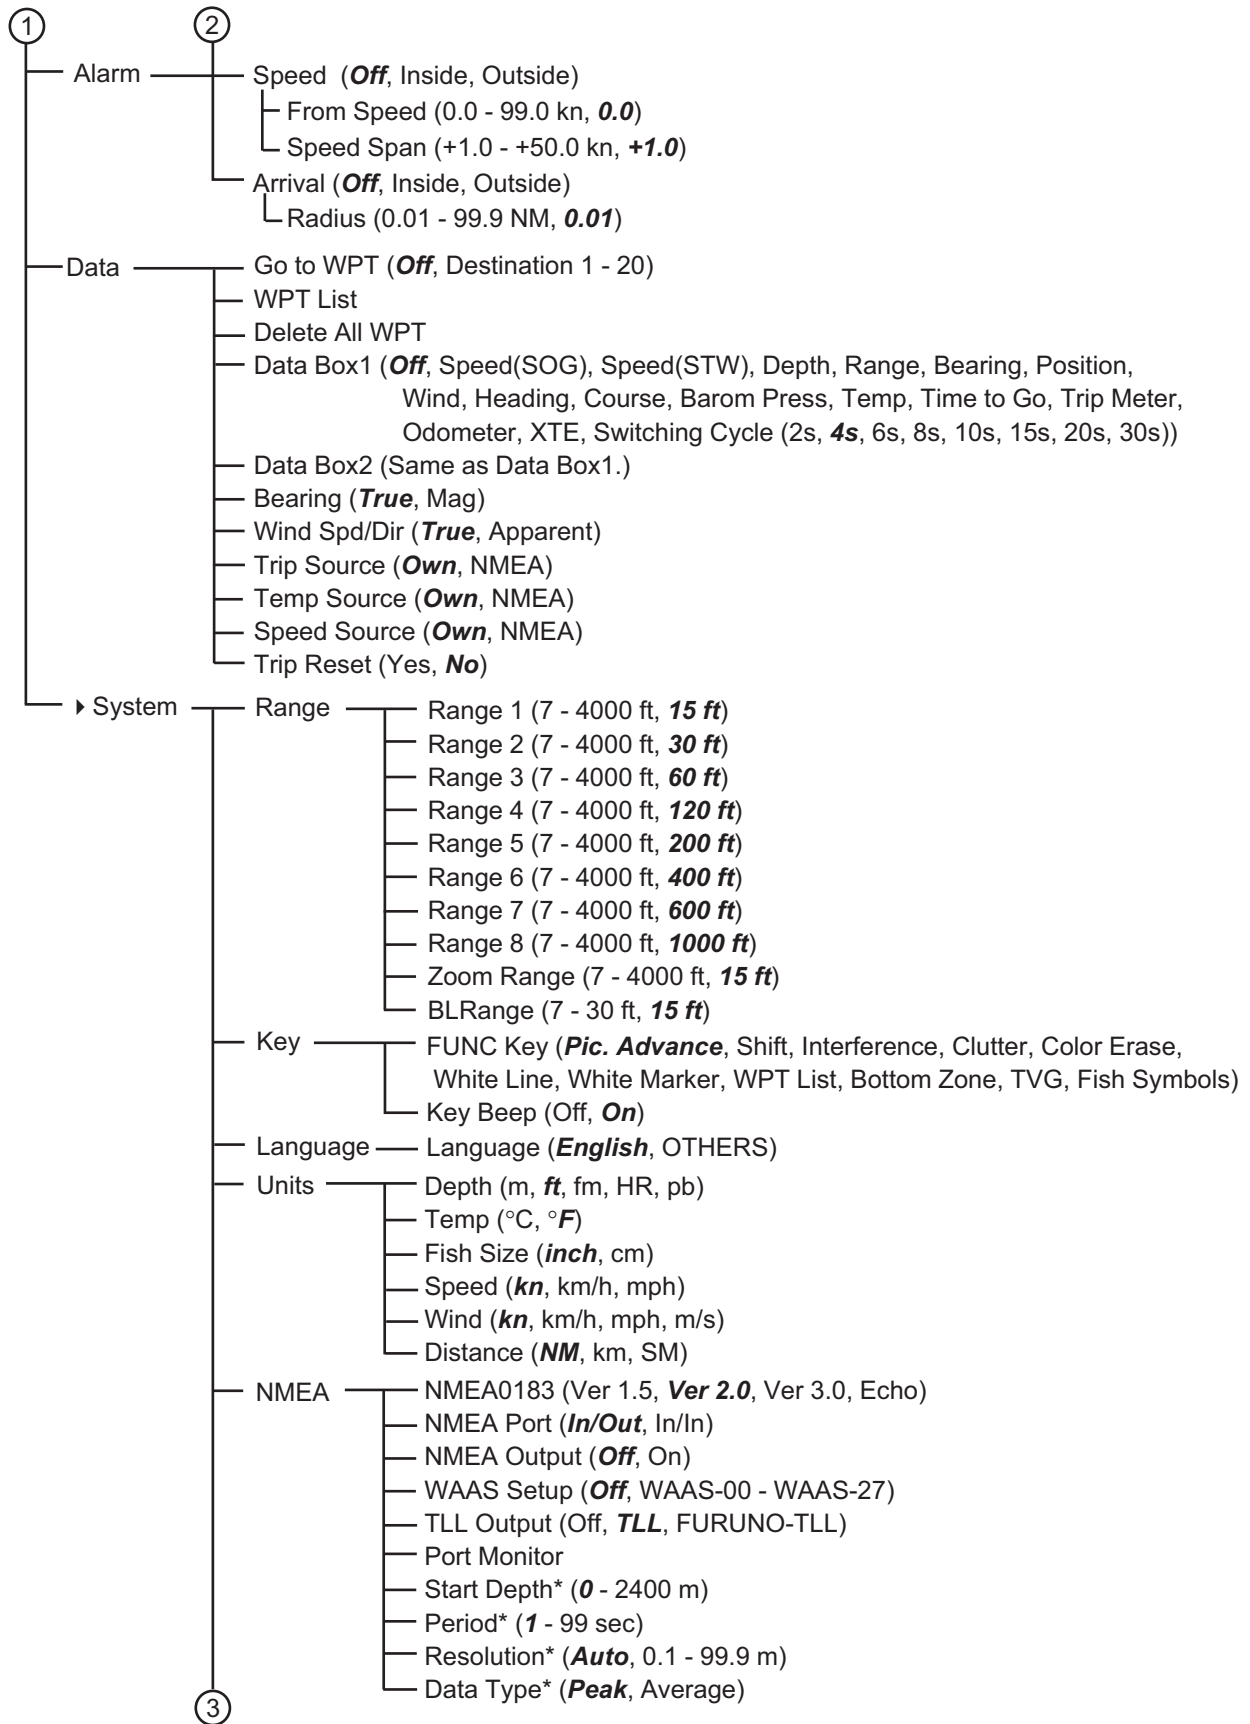 1 2
Alarm Speed (Off, Inside, Outside)
From Speed (0.0 - 99.0 kn, 0.0)
Speed Span (+1.0 - +50.0 kn, +1.0)
Arrival (Off, Inside, Outside)
Radius (0.01 - 99.9 NM, 0.01)
Data Go to WPT (Off, Destination 1 - 20)
WPT List
Delete All WPT
Data Box1 (Off, Speed(SOG), Speed(STW), Depth, Range, Bearing, Position,
Wind, Heading, Course, Barom Press, Temp, Time to Go, Trip Meter,
Odometer, XTE, Switching Cycle (2s, 4s, 6s, 8s, 10s, 15s, 20s, 30s))
Data Box2 (Same as Data Box1.)
Bearing (True, Mag)
Wind Spd/Dir (True, Apparent)
Trip Source (Own, NMEA)
Temp Source (Own, NMEA)
Speed Source (Own, NMEA)
Trip Reset (Yes, No)
System Range Range 1 (7 - 4000 ft, 15 ft)
Range 2 (7 - 4000 ft, 30 ft)
Range 3 (7 - 4000 ft, 60 ft)
Range 4 (7 - 4000 ft, 120 ft)
Range 5 (7 - 4000 ft, 200 ft)
Range 6 (7 - 4000 ft, 400 ft)
Range 7 (7 - 4000 ft, 600 ft)
Range 8 (7 - 4000 ft, 1000 ft)
Zoom Range (7 - 4000 ft, 15 ft)
BLRange (7 - 30 ft, 15 ft)
Key FUNC Key (Pic. Advance, Shift, Interference, Clutter, Color Erase,
White Line, White Marker, WPT List, Bottom Zone, TVG, Fish Symbols)
Key Beep (Off, On)
Language Language (English, OTHERS)
Units Depth (m, ft, fm, HR, pb)
Temp (°C, °F)
Fish Size (inch, cm)
Speed (kn, km/h, mph)
Wind (kn, km/h, mph, m/s)
Distance (NM, km, SM)
NMEA NMEA0183 (Ver 1.5, Ver 2.0, Ver 3.0, Echo)
NMEA Port (In/Out, In/In)
NMEA Output (Off, On)
WAAS Setup (Off, WAAS-00 - WAAS-27)
TLL Output (Off, TLL, FURUNO-TLL)
Port Monitor
Start Depth* (0 - 2400 m)
Period* (1 - 99 sec)
Resolution* (Auto, 0.1 - 99.9 m)
Data Type* (Peak, Average)
3